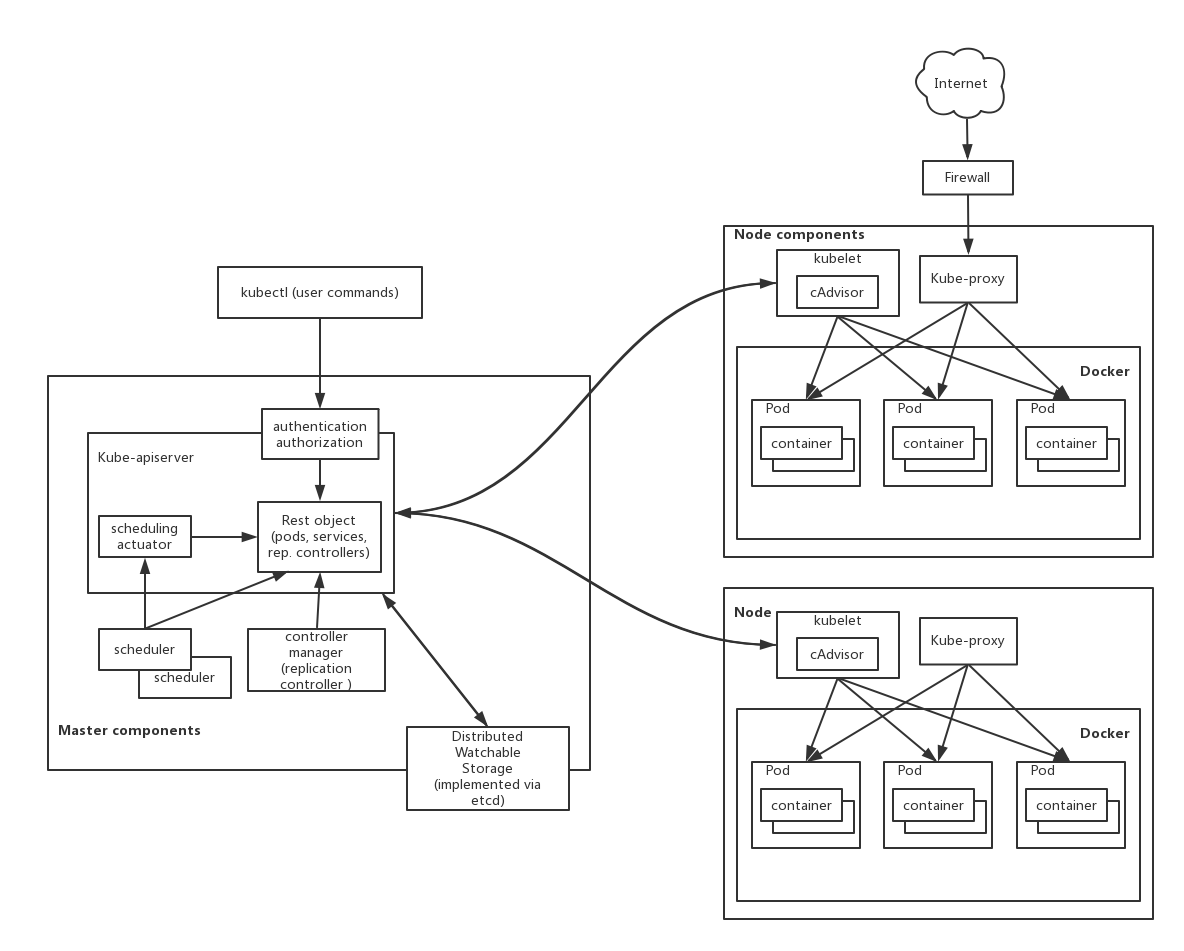 Internet
Firewall
Node components
kubelet
cAdvisor
Kube-proxy
Docker
Pod
container
Pod
container
Pod
container
kubectl (user commands)
authentication
authorization
Kube-apiserver
Rest object
(pods, services,
rep. controllers)
scheduling
actuator
scheduler
scheduler
controller
manager
(replication
controller )
Master components
Distributed
Watchable
Storage
(implemented via
etcd)
Node
kubelet
cAdvisor
Kube-proxy
Docker
Pod
container
Pod
container
Pod
container